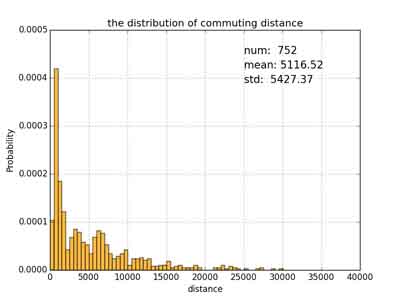 the distribution of commuting distance
num: 752
mean: 5116.52
std: 5427.37
Probability
0.0005
0.0004
0.0003
0.0002
0.0001
0.0000
0 5000 10000 15000 20000 25000 30000 35000 40000
distance